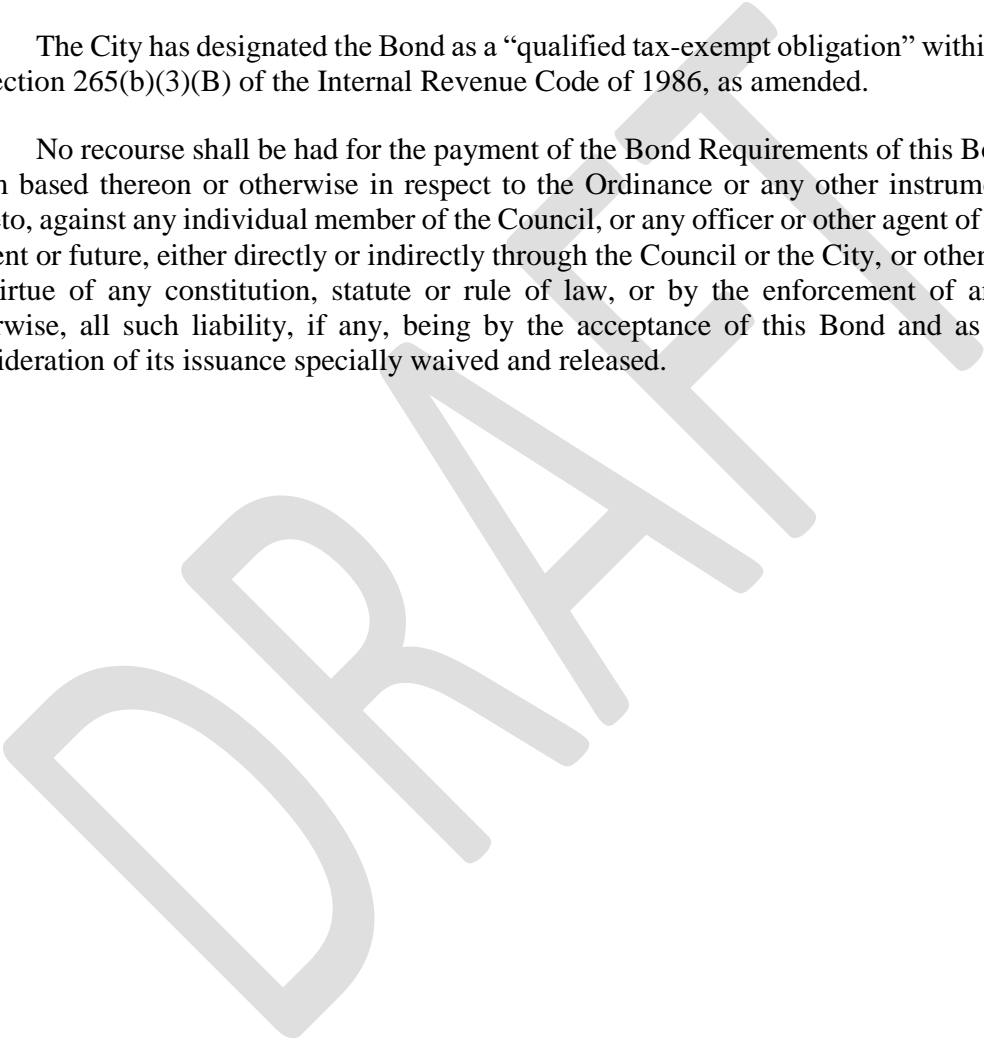 The City has designated the Bond as a “qualified tax-exempt obligation” withi
ection 265(b)(3)(B) of the Internal Revenue Code of 1986, as amended.
No recourse shall be had for the payment of the Bond Requirements of this Bo
n based thereon or otherwise in respect to the Ordinance or any other instrume
eto, against any individual member of the Council, or any officer or other agent of
ent or future, either directly or indirectly through the Council or the City, or other
irtue of any constitution, statute or rule of law, or by the enforcement of a
rwise, all such liability, if any, being by the acceptance of this Bond and as
ideration of its issuance specially waived and released.
DRAFT